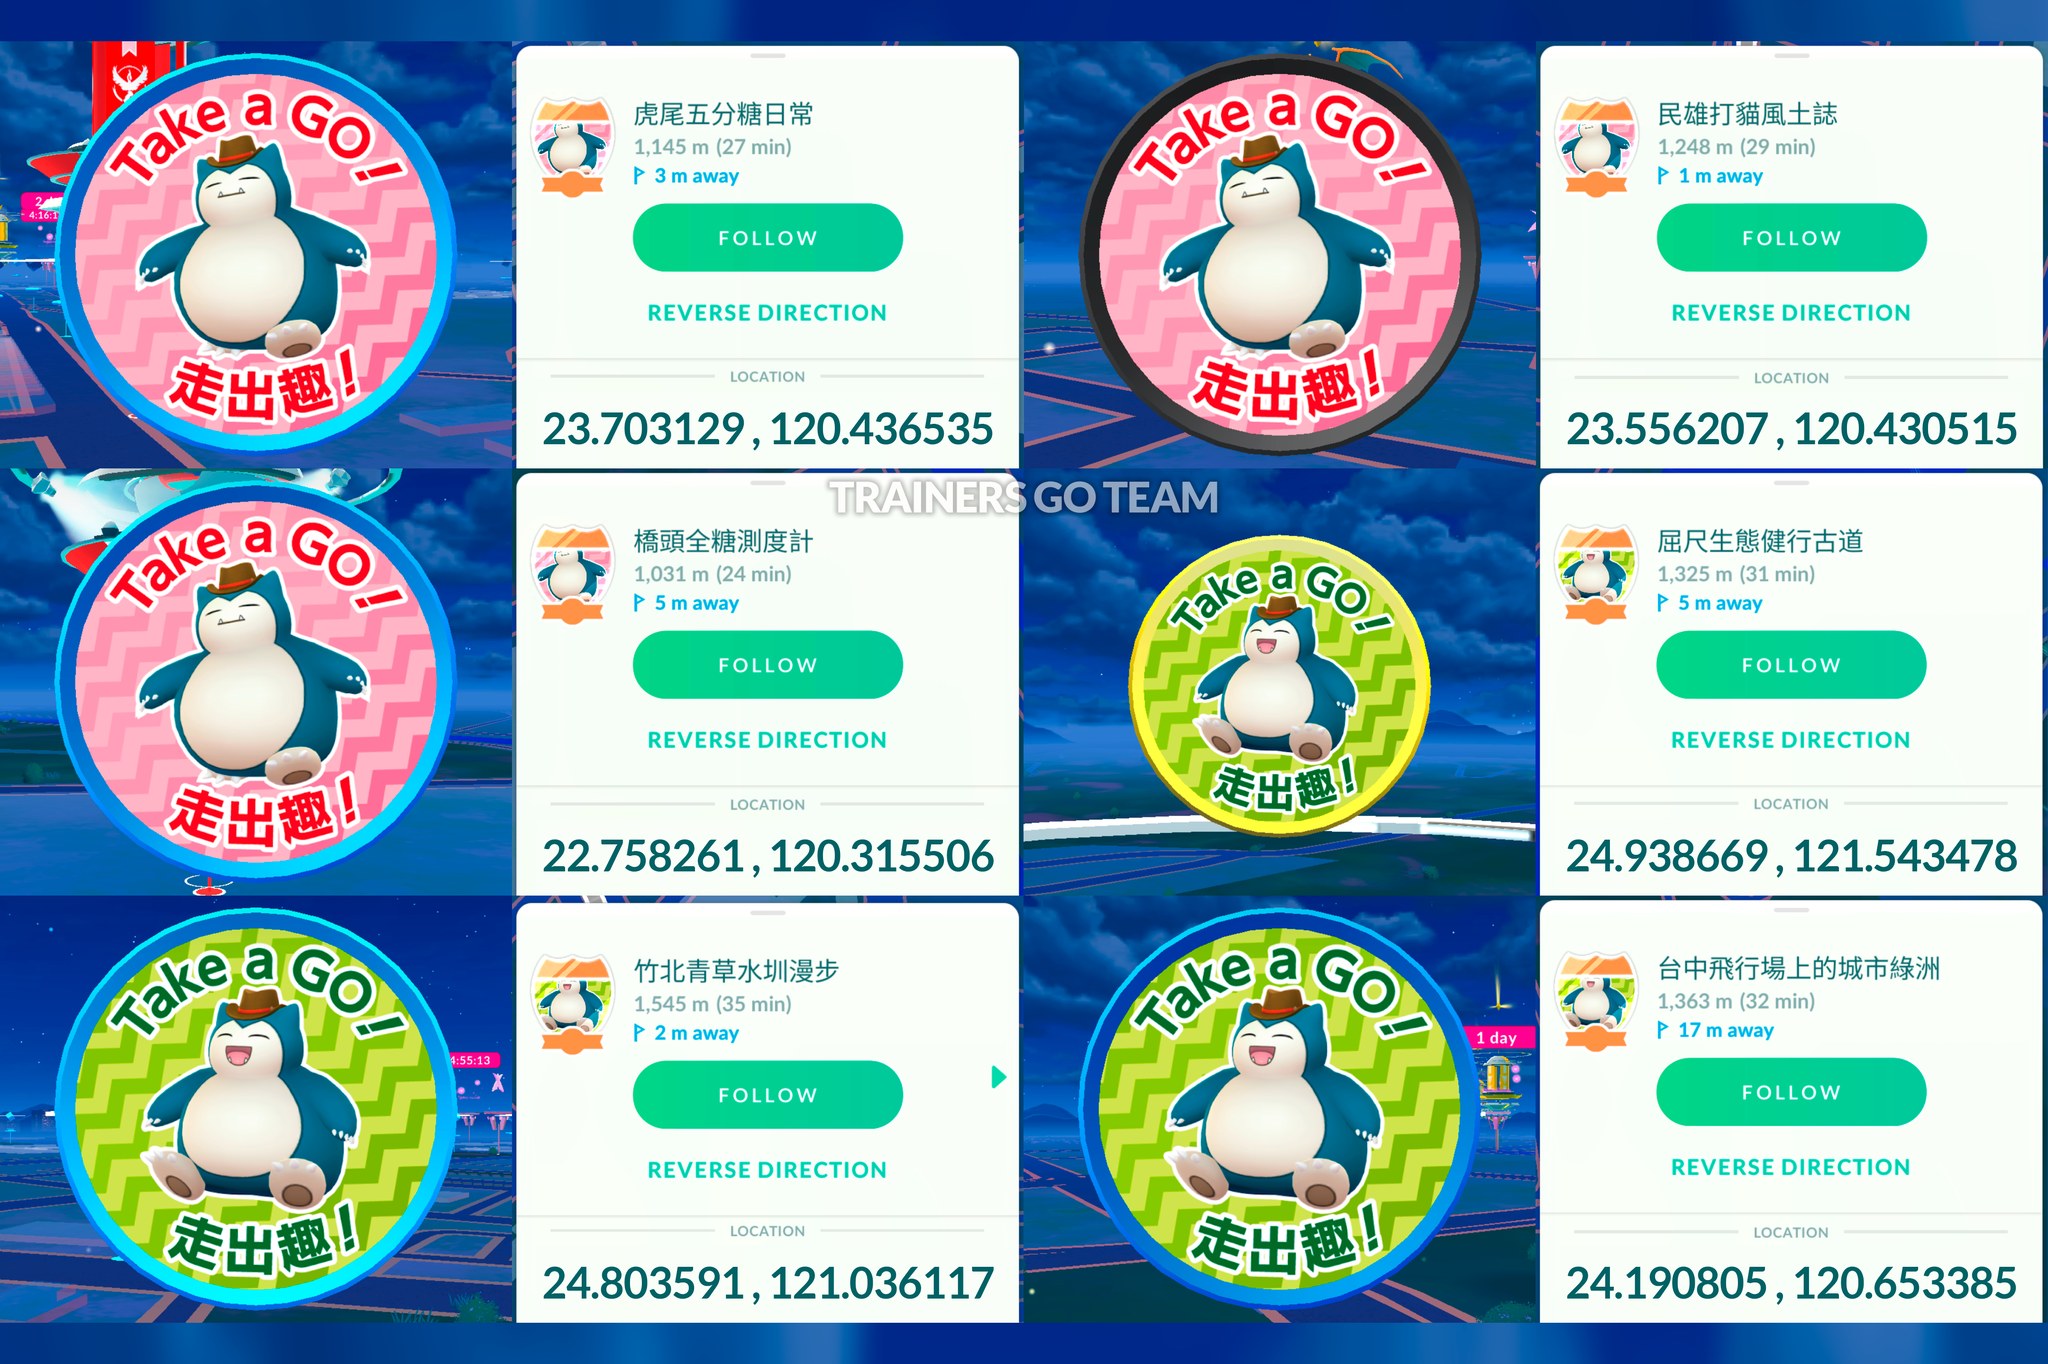 Take a GO!
走出趣!
虎尾五分糖日常
1,145 m (27 min)
3 m away
FOLLOW
REVERSE DIRECTION
LOCATION
23.703129, 120.436535
Take a GO!
走出趣!
民雄打貓風土誌
1,248 m (29 min)
1 m away
FOLLOW
REVERSE DIRECTION
LOCATION
23.556207, 120.430515
TRAINERS GO TEAM
Take a GO!
走出趣!
橋頭全糖測度計
1,031 m (24 min)
5 m away
FOLLOW
REVERSE DIRECTION
LOCATION
22.758261, 120.315506
Take a GO!
走出趣!
屈尺生態健行古道
1,325 m (31 min)
5 m away
FOLLOW
REVERSE DIRECTION
LOCATION
24.938669, 121.543478
Take a GO!
走出趣!
4:55:13
竹北青草水圳漫步
1,545 m (35 min)
2 m away
FOLLOW
REVERSE DIRECTION
LOCATION
24.803591, 121.036117
Take a GO!
走出趣!
1 day
台中飛行場上的城市綠洲
1,363 m (32 min)
17 m away
FOLLOW
REVERSE DIRECTION
LOCATION
24.190805, 120.653385